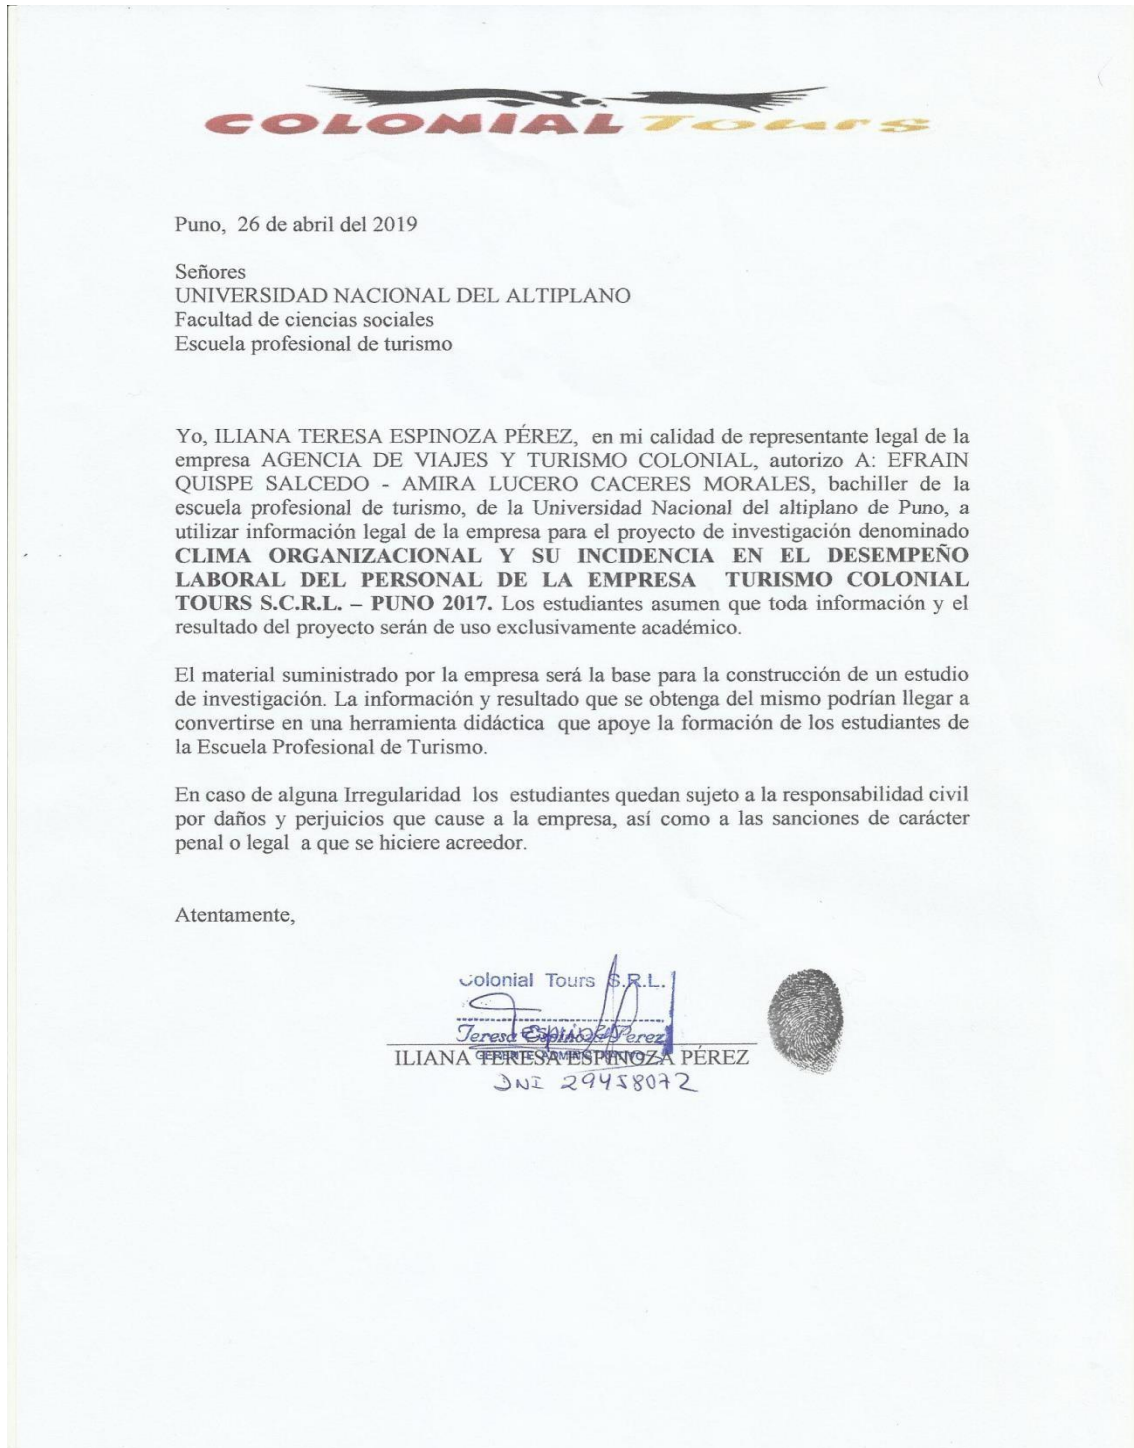 COLONIAL Tours
Puno, 26 de abril del 2019
Señores
UNIVERSIDAD NACIONAL DEL ALTIPLANO
Facultad de ciencias sociales
Escuela profesional de turismo
Yo, ILIANA TERESA ESPINOZA PÉREZ, en mi calidad de representante legal de la
empresa AGENCIA DE VIAJES Y TURISMO COLONIAL, autorizo A: EFRAIN
QUISPE SALCEDO - AMIRA LUCERO CACERES MORALES, bachiller de la
escuela profesional de turismo, de la Universidad Nacional del altiplano de Puno, a
utilizar información legal de la empresa para el proyecto de investigación denominado
CLIMA ORGANIZACIONAL Y SU INCIDENCIA EN EL DESEMPEÑO
LABORAL DEL PERSONAL DE LA EMPRESA TURISMO COLONIAL
TOURS S.C.R.L. – PUNO 2017. Los estudiantes asumen que toda información y el
resultado del proyecto serán de uso exclusivamente académico.
El material suministrado por la empresa será la base para la construcción de un estudio
de investigación. La información y resultado que se obtenga del mismo podrían llegar a
convertirse en una herramienta didáctica que apoye la formación de los estudiantes de
la Escuela Profesional de Turismo.
En caso de alguna Irregularidad los estudiantes quedan sujeto a la responsabilidad civil
por daños y perjuicios que cause a la empresa, así como a las sanciones de carácter
penal o legal a que se hiciere acreedor.
Atentamente,
Colonial Tours S.R.L.
Teresa Espinoza Perez
GERENTE ADMINISTRATIVO
ILIANA TERESA ESPINOZA PÉREZ
DNI 29458072